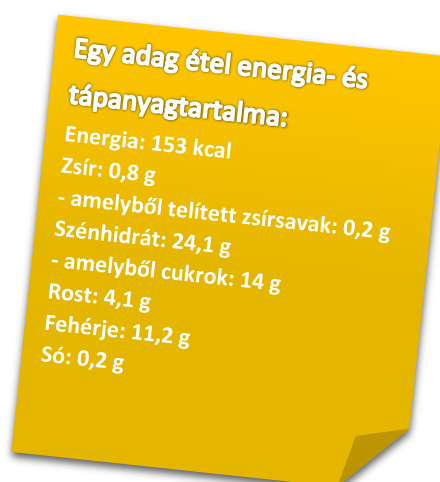 Egy adag étel energia- és
tápanyagtartalma:
Energia: 153 kcal
Zsír: 0,8 g
- amelyből telített zsírsavak: 0,2 g
Szénhidrát: 24,1 g
- amelyből cukrok: 14 g
Rost: 4,1 g
Fehérje: 11,2 g
Só: 0,2 g